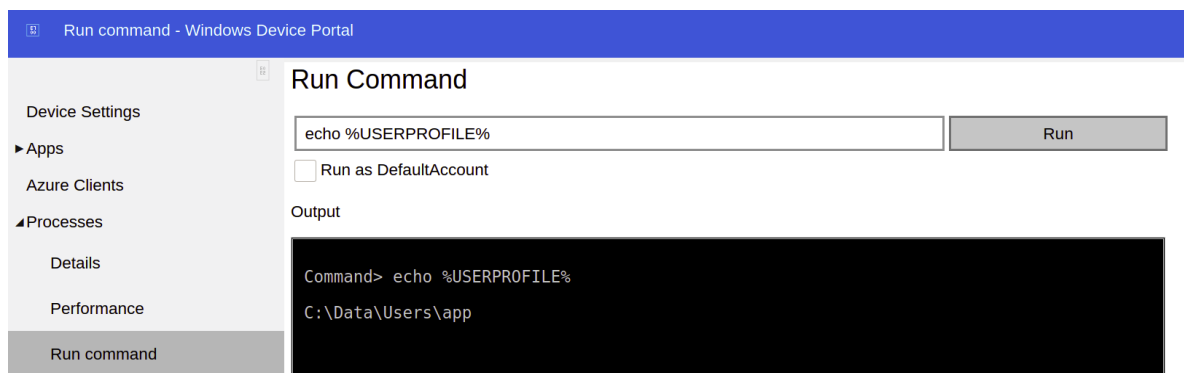 Run command - Windows Device Portal
Device Settings
Apps
Azure Clients
Processes
Details
Performance
Run command
Run Command
echo %USERPROFILE%
Run
Run as DefaultAccount
Output
Command> echo %USERPROFILE%
C:\Data\Users\app